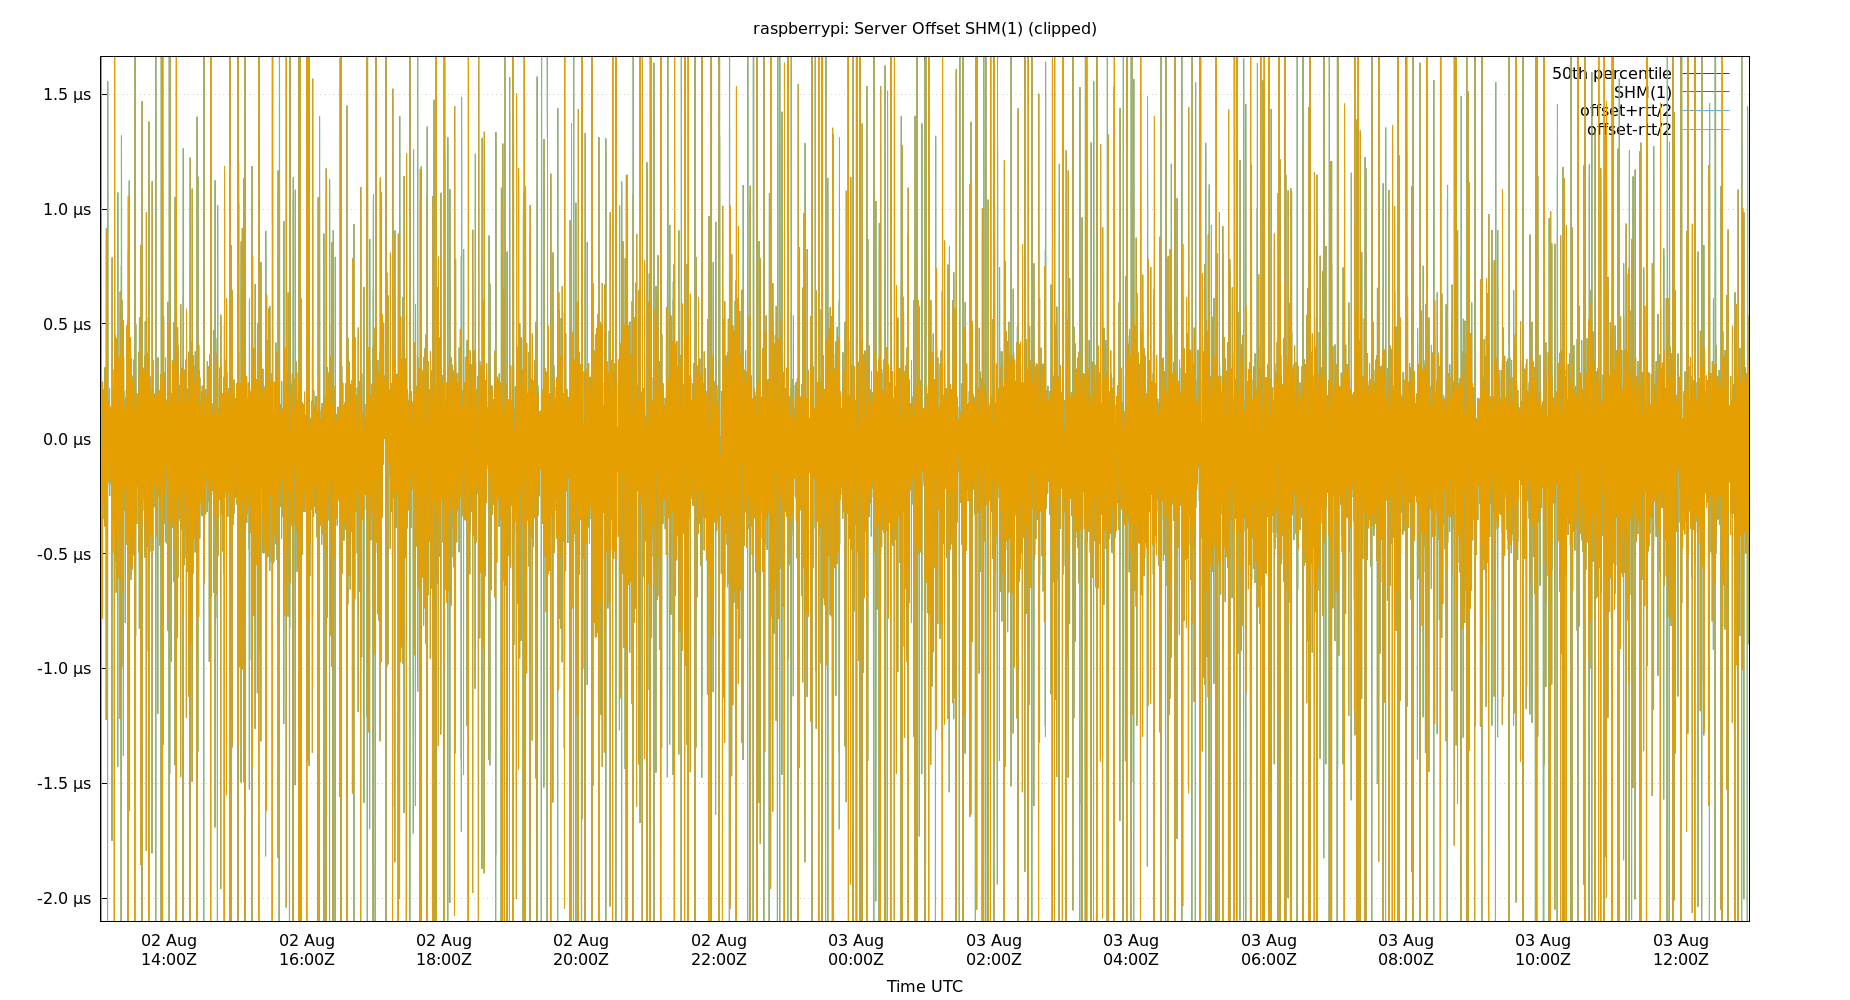 raspberrypi: Server Offset SHM(1) (clipped)
50th percentile
SHM(1)
offset+rtt/2
offset-rtt/2
1.5 µs
1.0 µs
0.5 µs
0.0 µs
-0.5 µs
-1.0 µs
-1.5 µs
-2.0 µs
02 Aug 02 Aug 02 Aug 02 Aug 02 Aug 03 Aug 03 Aug 03 Aug 03 Aug 03 Aug 03 Aug 03 Aug
14:00Z 16:00Z 18:00Z 20:00Z 22:00Z 00:00Z 02:00Z 04:00Z 06:00Z 08:00Z 10:00Z 12:00Z
Time UTC